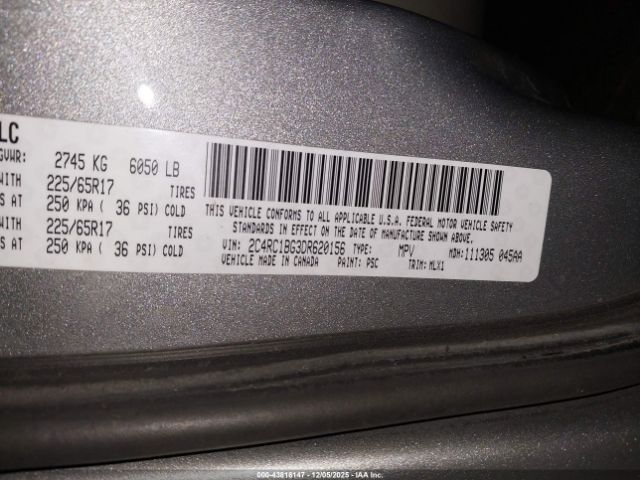 LC
GVWR: 2745 KG 6050 LB
WITH 225/65R17 TIRES
S AT 250 KPA ( 36 PSI) COLD
WITH 225/65R17 TIRES
S AT 250 KPA ( 36 PSI) COLD
THIS VEHICLE CONFORMS TO ALL APPLICABLE U.S.A. FEDERAL MOTOR VEHICLE SAFETY
STANDARDS IN EFFECT ON THE DATE OF MANUFACTURE SHOWN ABOVE.
VIN: 2C4RC1BG3DR620156 TYPE: MPV MDH:111305 045AA
VEHICLE MADE IN CANADA PAINT: PSC TRIM: MLX1
000-43818147 - 12/05/2025 - IAA Inc.